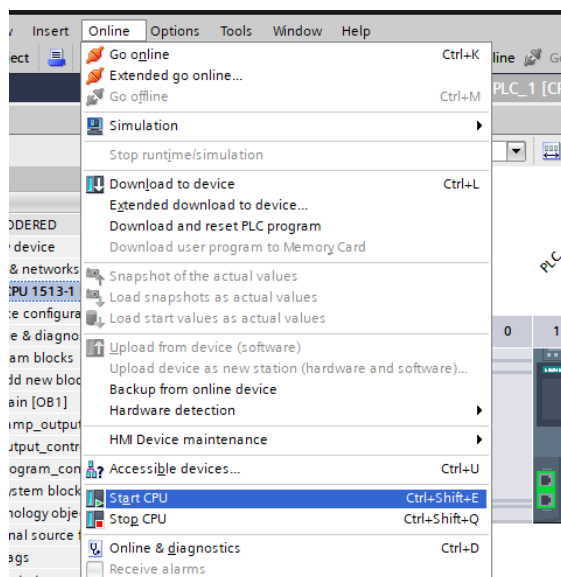 Insert Online Options Tools Window Help
Go online Ctrl+K
Extended go online...
Go offline Ctrl+M
Simulation
Stop runtime/simulation
Download to device Ctrl+L
Extended download to device...
Download and reset PLC program
Download user program to Memory Card
Snapshot of the actual values
Load snapshots as actual values
Load start values as actual values
Upload from device (software)
Upload device as new station (hardware and software)...
Backup from online device
Hardware detection
HMI Device maintenance
Accessible devices... Ctrl+U
Start CPU Ctrl+Shift+E
Stop CPU Ctrl+Shift+Q
Online & diagnostics Ctrl+D
Receive alarms
ect
DDERED
device
& networks
CPU 1513-1
ce configura
e & diagno
am blocks
dd new bloc
ain [OB1]
amp_output
utput_contr
ogram_con
ystem block
nology obje
nal source f
ags
line Go
PLC_1 [CP
PLC
0 1